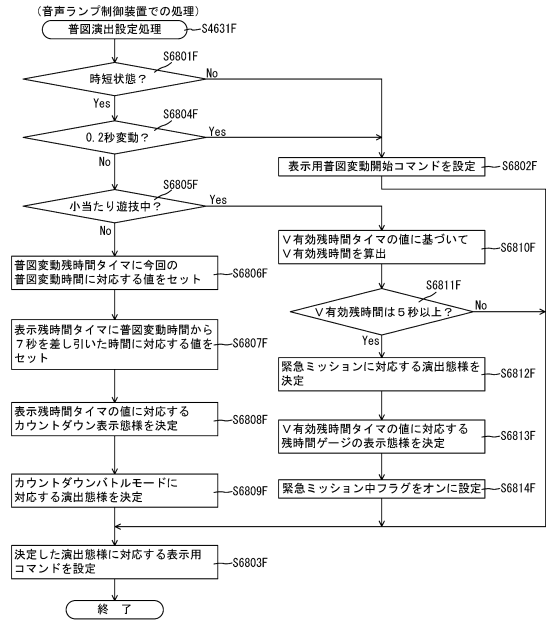 (音声ランプ制御装置での処理)
普図演出設定処理
S4631F
S6801F
時短状態?
No
Yes
S6804F
0.2秒変動?
Yes
No
表示用普図変動開始コマンドを設定
S6802F
S6805F
小当たり遊技中?
Yes
No
V有効残時間タイマの値に基づいて
V有効残時間を算出
S6810F
普図変動残時間タイマに今回の
普図変動時間に対応する値をセット
S6806F
S6811F
V有効残時間は5秒以上?
No
Yes
表示残時間タイマに普図変動時間から
7秒を差し引いた時間に対応する値を
セット
S6807F
緊急ミッションに対応する演出態様を
決定
S6812F
表示残時間タイマの値に対応する
カウントダウン表示態様を決定
S6808F
V有効残時間タイマの値に対応する
残時間ゲージの表示態様を決定
S6813F
カウントダウンバトルモードに
対応する演出態様を決定
S6809F
緊急ミッション中フラグをオンに設定
S6814F
決定した演出態様に対応する表示用
コマンドを設定
S6803F
終 了